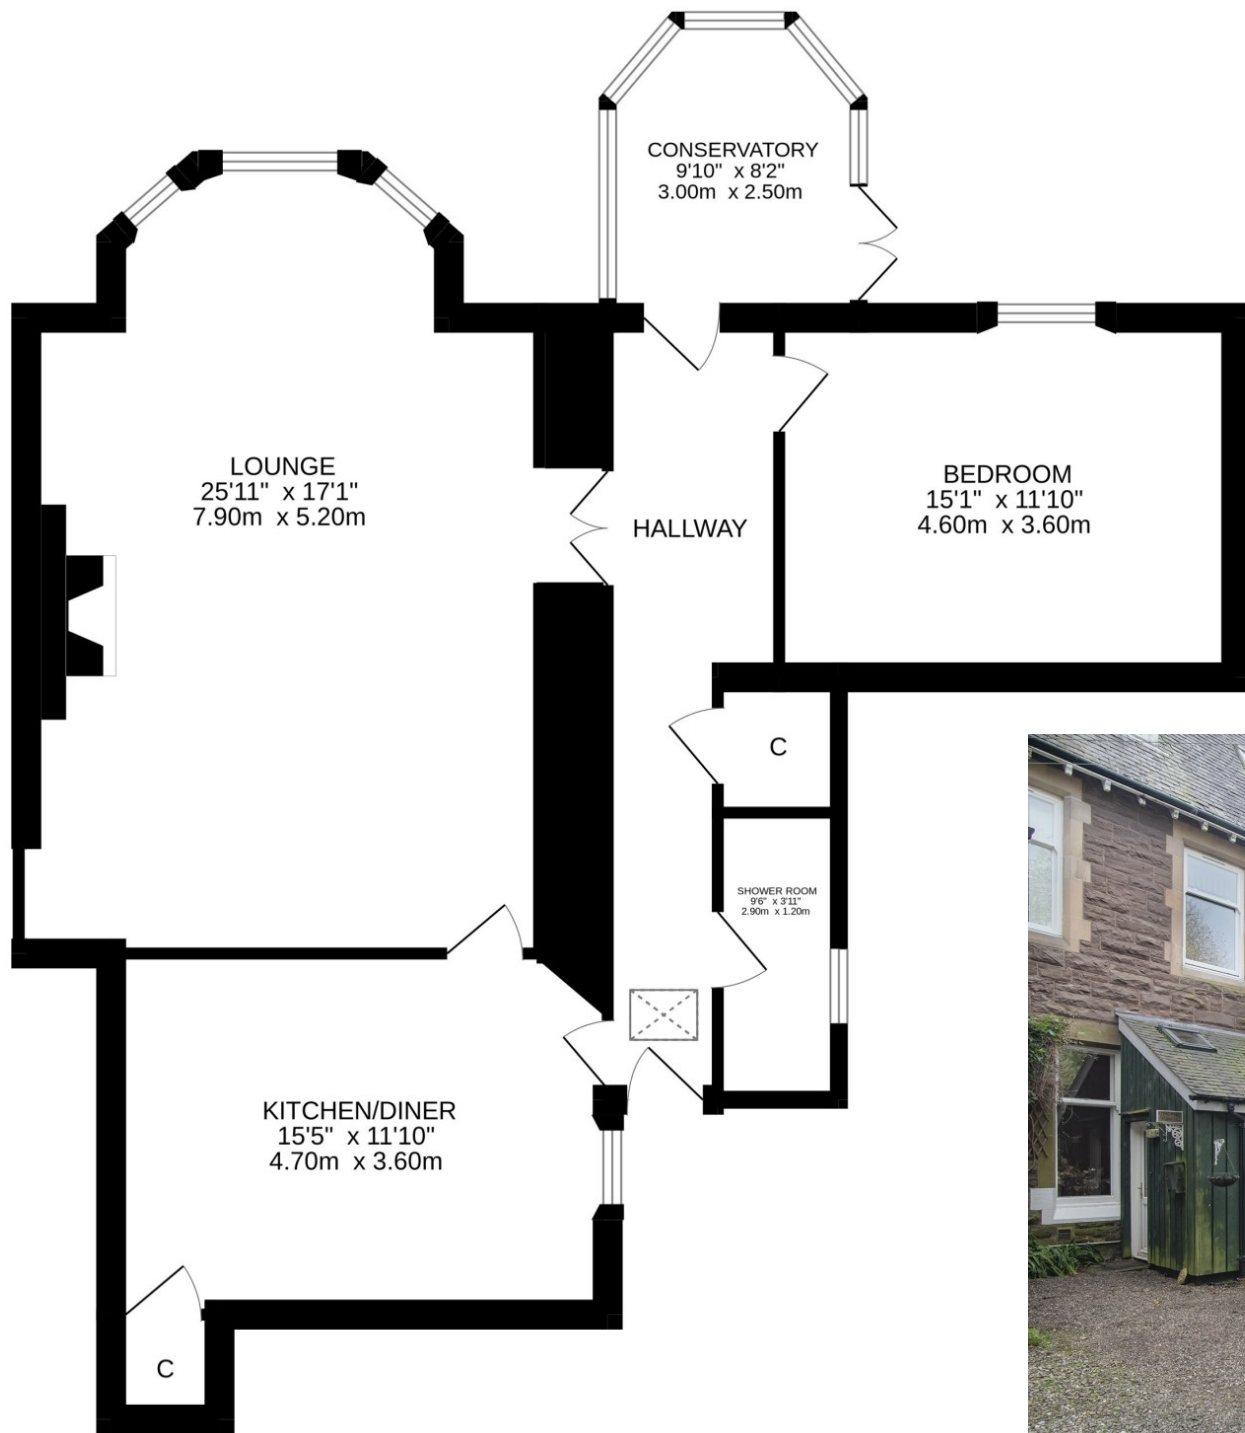 CONSERVATORY
9'10" x 8'2"
3.00m x 2.50m
LOUNGE
25'11" x 17'1"
7.90m x 5.20m
HALLWAY
BEDROOM
15'1" x 11'10"
4.60m x 3.60m
C
SHOWER ROOM
9'6" x 3'11"
2.90m x 1.20m
KITCHEN/DINER
15'5" x 11'10"
4.70m x 3.60m
C